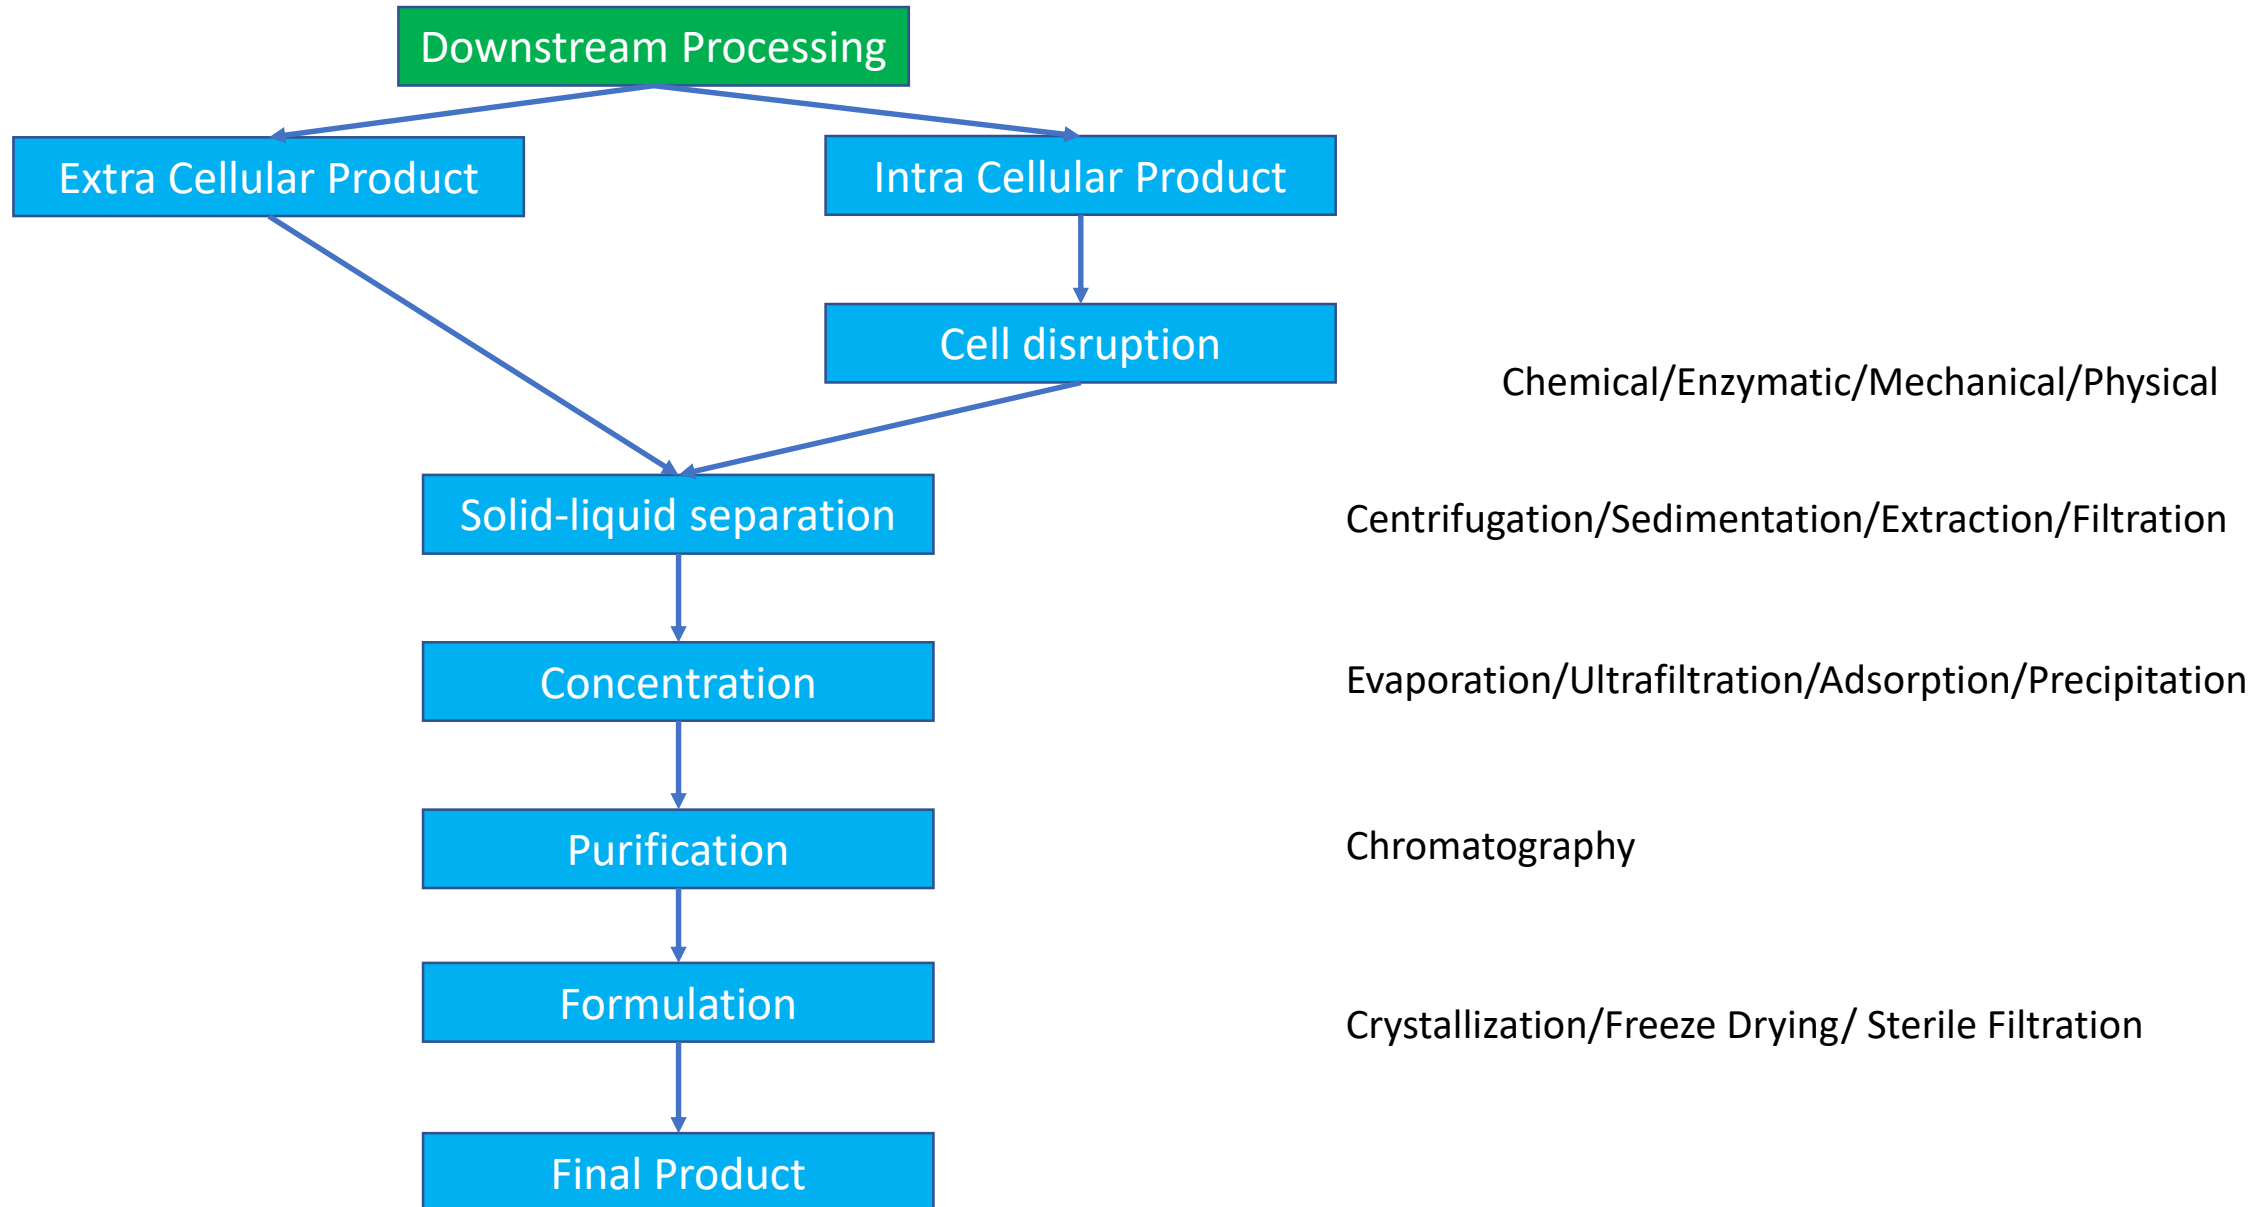 Downstream Processing
Extra Cellular Product
Intra Cellular Product
Cell disruption
Chemical/Enzymatic/Mechanical/Physical
Solid-liquid separation
Centrifugation/Sedimentation/Extraction/Filtration
Concentration
Evaporation/Ultrafiltration/Adsorption/Precipitation
Purification
Chromatography
Formulation
Crystallization/Freeze Drying/ Sterile Filtration
Final Product